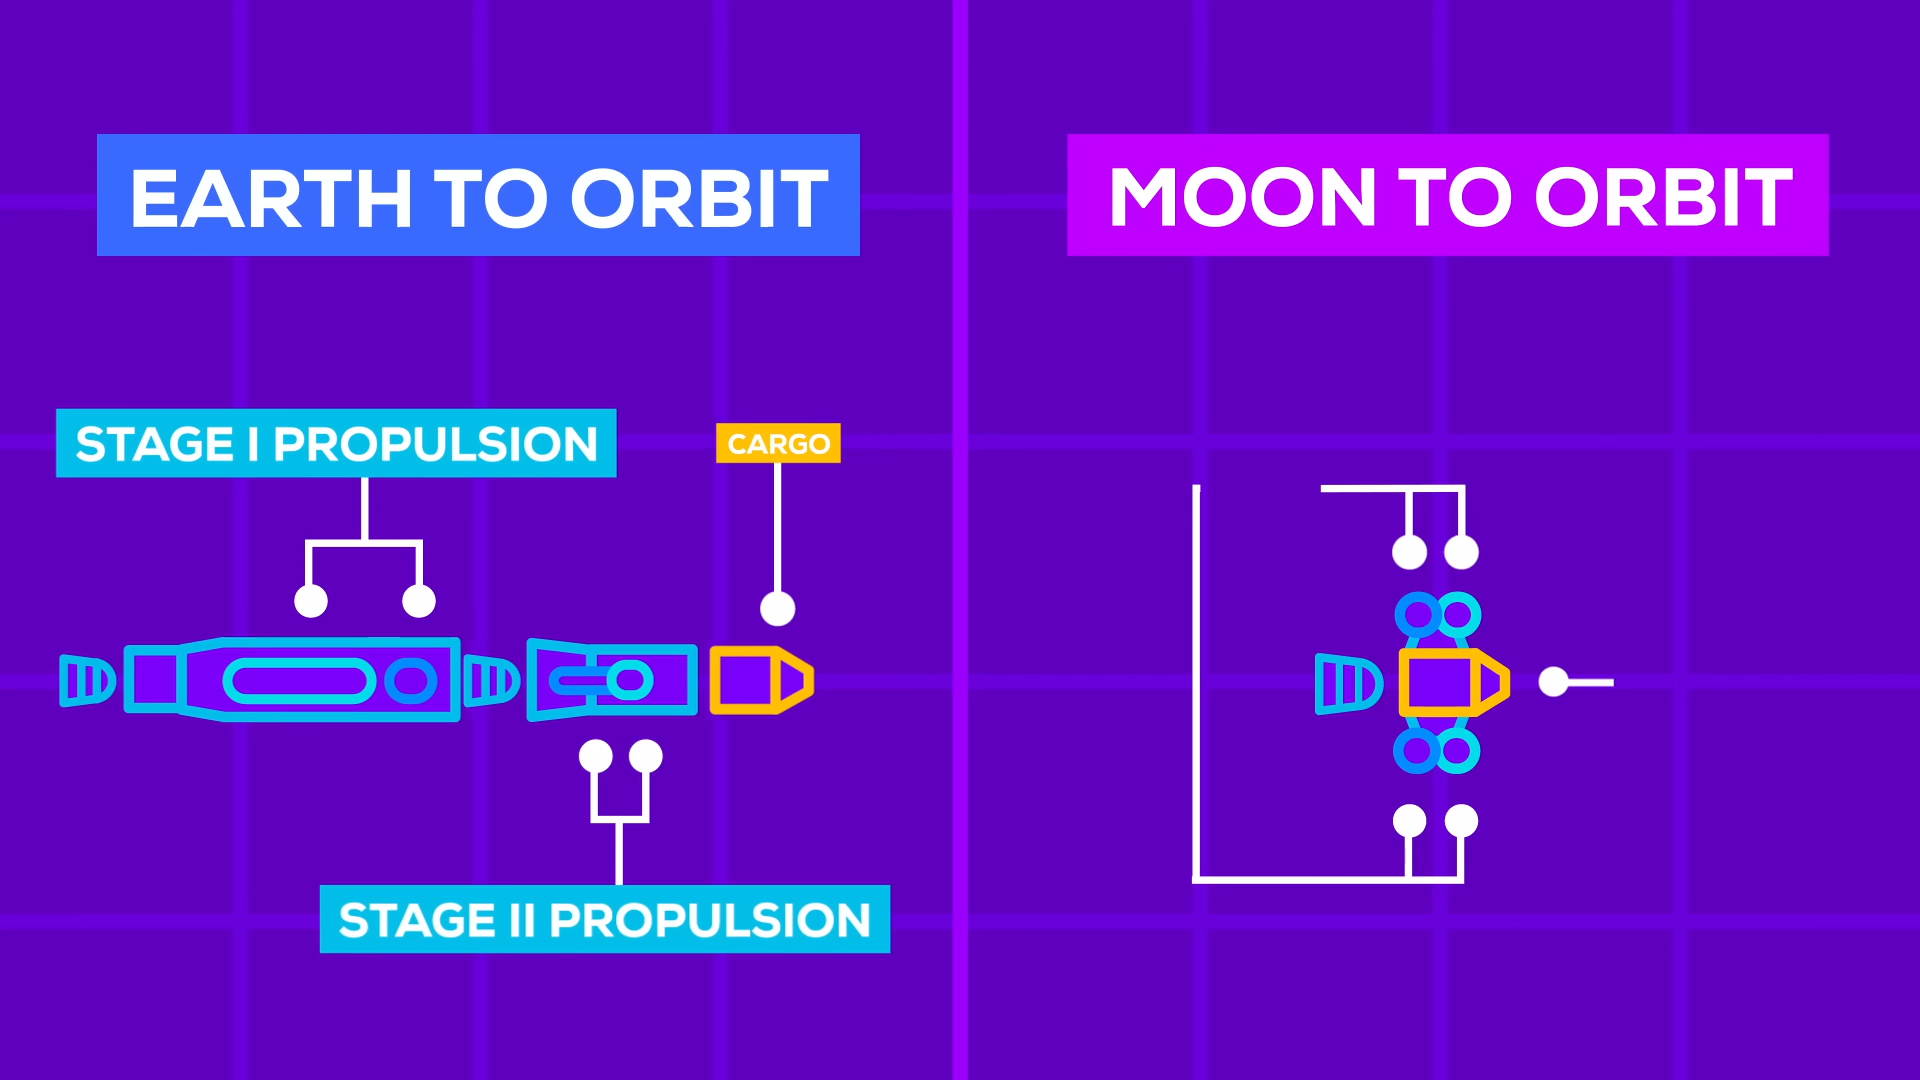 EARTH TO ORBIT
MOON TO ORBIT
STAGE I PROPULSION
CARGO
STAGE II PROPULSION